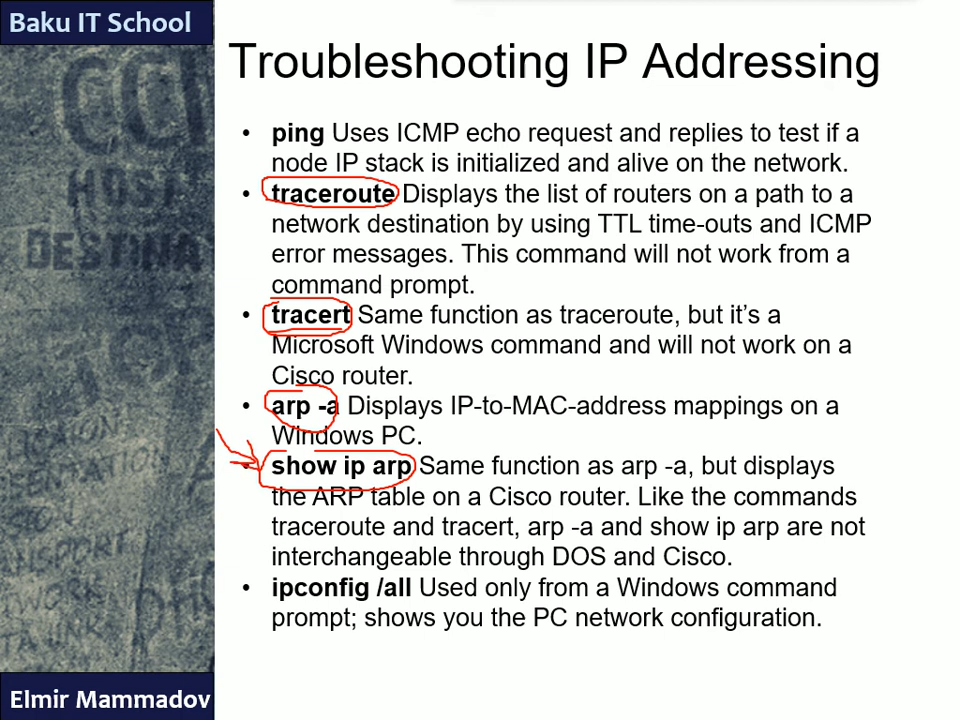 Baku IT School
Troubleshooting IP Addressing
• ping Uses ICMP echo request and replies to test if a
node IP stack is initialized and alive on the network.
• traceroute Displays the list of routers on a path to a
network destination by using TTL time-outs and ICMP
error messages. This command will not work from a
command prompt.
• tracert Same function as traceroute, but it's a
Microsoft Windows command and will not work on a
Cisco router.
• arp -a Displays IP-to-MAC-address mappings on a
Windows PC.
• show ip arp Same function as arp -a, but displays
the ARP table on a Cisco router. Like the commands
traceroute and tracert, arp -a and show ip arp are not
interchangeable through DOS and Cisco.
• ipconfig /all Used only from a Windows command
prompt; shows you the PC network configuration.
DESTINA
Elmir Mammadov